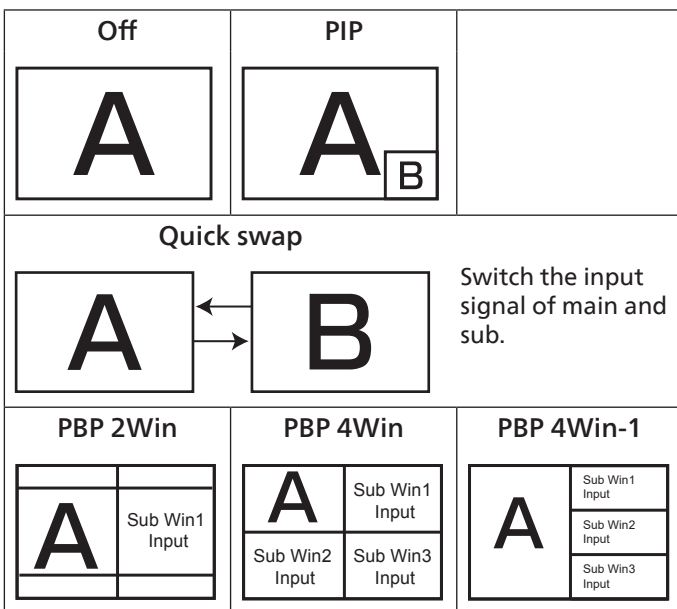 Off
PIP
A
A
B
Quick swap
A
B
Switch the input
signal of main and
sub.
PBP 2Win
PBP 4Win
PBP 4Win-1
A
Sub Win1
Input
A
Sub Win1
Input
Sub Win2
Input
Sub Win3
Input
A
Sub Win1
Input
Sub Win2
Input
Sub Win3
Input